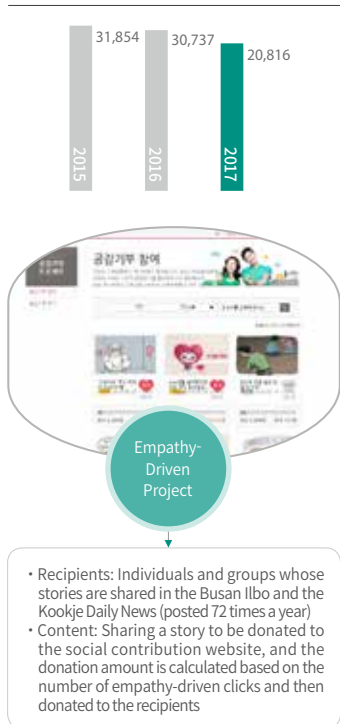 31,854
30,737
20,816
2015
2016
2017
공감기부 참여
Empathy-
Driven
Project
・Recipients: Individuals and groups whose
stories are shared in the Busan Ilbo and the
Kookje Daily News (posted 72 times a year)
・Content: Sharing a story to be donated to
the social contribution website, and the
donation amount is calculated based on the
number of empathy-driven clicks and then
donated to the recipients